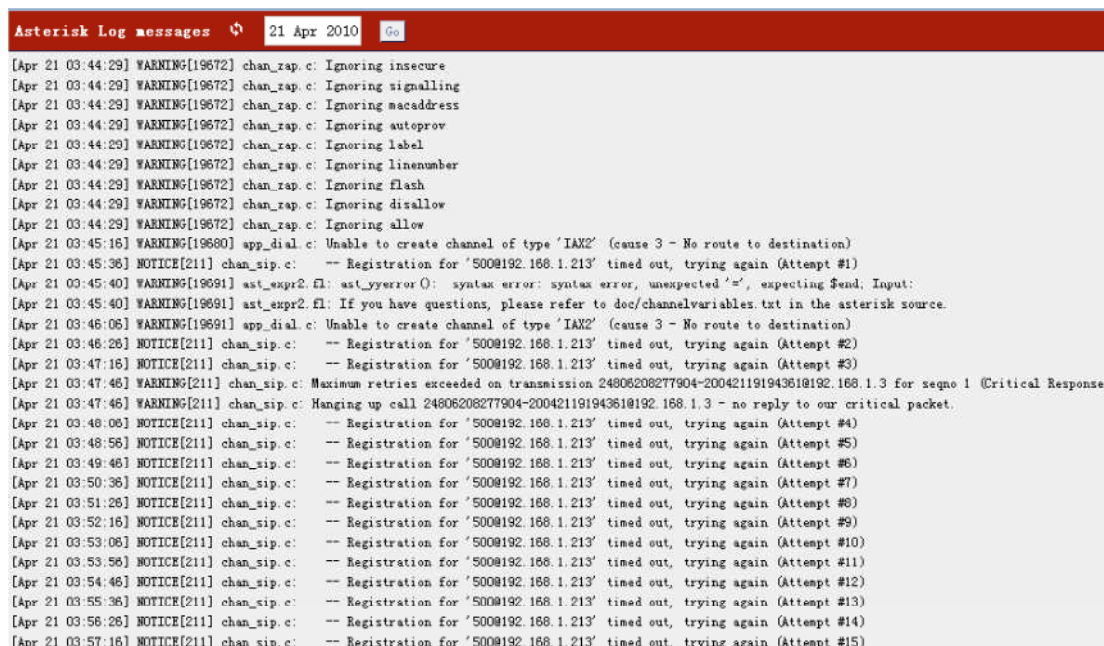 Asterisk Log messages 21 Apr 2010 Go
[Apr 21 03:44:29] WARNING[19672] chan_zap.c: Ignoring insecure
[Apr 21 03:44:29] WARNING[19672] chan_zap.c: Ignoring signalling
[Apr 21 03:44:29] WARNING[19672] chan_zap.c: Ignoring macaddress
[Apr 21 03:44:29] WARNING[19672] chan_zap.c: Ignoring autoprov
[Apr 21 03:44:29] WARNING[19672] chan_zap.c: Ignoring label
[Apr 21 03:44:29] WARNING[19672] chan_zap.c: Ignoring linenumber
[Apr 21 03:44:29] WARNING[19672] chan_zap.c: Ignoring flash
[Apr 21 03:44:29] WARNING[19672] chan_zap.c: Ignoring disallow
[Apr 21 03:44:29] WARNING[19672] chan_zap.c: Ignoring allow
[Apr 21 03:45:16] WARNING[19680] app_dial.c: Unable to create channel of type 'IAX2' (cause 3 - No route to destination)
[Apr 21 03:45:36] NOTICE[211] chan_sip.c: -- Registration for '500@192.168.1.213' timed out, trying again (Attempt #1)
[Apr 21 03:45:40] WARNING[19691] ast_expr2.fl: ast_yyerror(): syntax error: syntax error, unexpected '=', expecting $end; Input:
[Apr 21 03:45:40] WARNING[19691] ast_expr2.fl: If you have questions, please refer to doc/channelvariables.txt in the asterisk source.
[Apr 21 03:46:06] WARNING[19691] app_dial.c: Unable to create channel of type 'IAX2' (cause 3 - No route to destination)
[Apr 21 03:46:26] NOTICE[211] chan_sip.c: -- Registration for '500@192.168.1.213' timed out, trying again (Attempt #2)
[Apr 21 03:47:16] NOTICE[211] chan_sip.c: -- Registration for '500@192.168.1.213' timed out, trying again (Attempt #3)
[Apr 21 03:47:46] WARNING[211] chan_sip.c: Maximum retries exceeded on transmission 24806208277904-20042119194361@192.168.1.3 for seqno 1 (Critical Response
[Apr 21 03:47:46] WARNING[211] chan_sip.c: Hanging up call 24806208277904-20042119194361@192.168.1.3 - no reply to our critical packet.
[Apr 21 03:48:06] NOTICE[211] chan_sip.c: -- Registration for '500@192.168.1.213' timed out, trying again (Attempt #4)
[Apr 21 03:48:56] NOTICE[211] chan_sip.c: -- Registration for '500@192.168.1.213' timed out, trying again (Attempt #5)
[Apr 21 03:49:46] NOTICE[211] chan_sip.c: -- Registration for '500@192.168.1.213' timed out, trying again (Attempt #6)
[Apr 21 03:50:36] NOTICE[211] chan_sip.c: -- Registration for '500@192.168.1.213' timed out, trying again (Attempt #7)
[Apr 21 03:51:26] NOTICE[211] chan_sip.c: -- Registration for '500@192.168.1.213' timed out, trying again (Attempt #8)
[Apr 21 03:52:16] NOTICE[211] chan_sip.c: -- Registration for '500@192.168.1.213' timed out, trying again (Attempt #9)
[Apr 21 03:53:06] NOTICE[211] chan_sip.c: -- Registration for '500@192.168.1.213' timed out, trying again (Attempt #10)
[Apr 21 03:53:56] NOTICE[211] chan_sip.c: -- Registration for '500@192.168.1.213' timed out, trying again (Attempt #11)
[Apr 21 03:54:46] NOTICE[211] chan_sip.c: -- Registration for '500@192.168.1.213' timed out, trying again (Attempt #12)
[Apr 21 03:55:36] NOTICE[211] chan_sip.c: -- Registration for '500@192.168.1.213' timed out, trying again (Attempt #13)
[Apr 21 03:56:26] NOTICE[211] chan_sip.c: -- Registration for '500@192.168.1.213' timed out, trying again (Attempt #14)
[Apr 21 03:57:16] NOTICE[211] chan_sip.c: -- Registration for '500@192.168.1.213' timed out, trying again (Attempt #15)